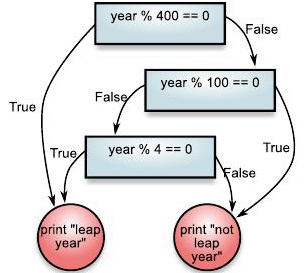 year % 400 == 0
False
year % 100 == 0
False
True
True
year % 4 == 0
True
False
print "leap
year"
print "not
leap
year"